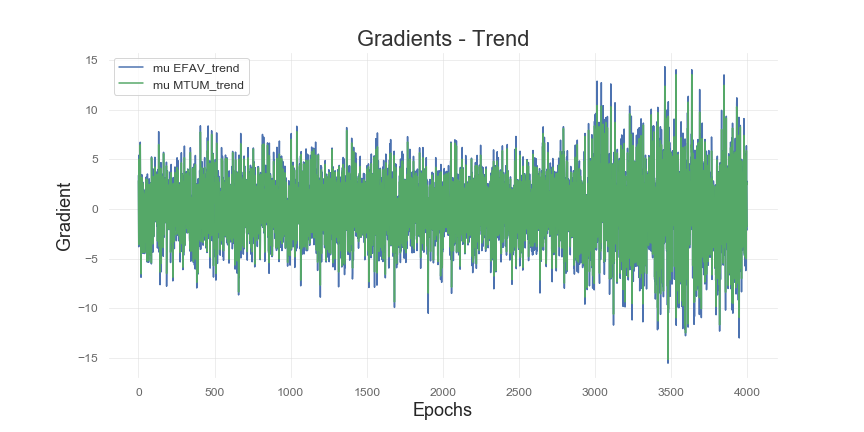 Gradients - Trend
mu EFAV_trend
mu MTUM_trend
15
10
5
0
−5
−10
−15
Gradient
0 500 1000 1500 2000 2500 3000 3500 4000
Epochs